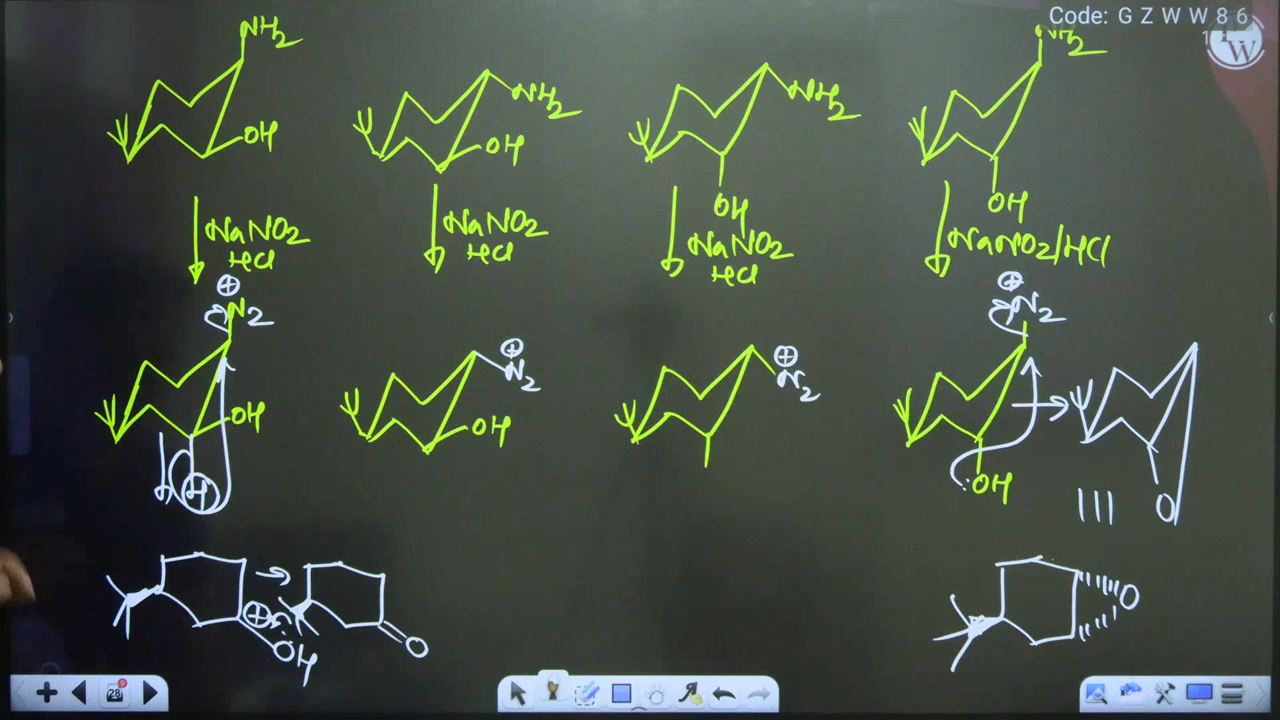 Code: G Z W W 8 6
W
NH2
NH2
NH2
NH2
OH
OH
OH
OH
NaNO2
HCl
NaNO2
HCl
NaNO2
HCl
NaNO2/HCl
⊕
N2
⊕
N2
⊕
N2
⊕
N2
OH
OH
OH
H
O
⊕
OH
O
O
28